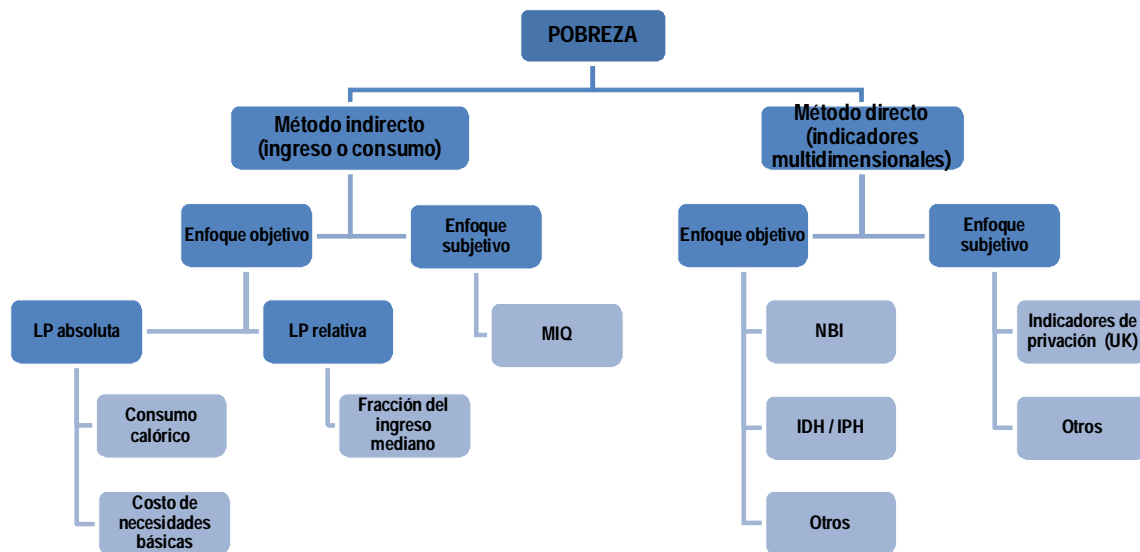 POBREZA
Método indirecto
(ingreso o consumo)
Método directo
(indicadores
multidimensionales)
Enfoque objetivo
Enfoque
subjetivo
Enfoque objetivo
Enfoque
subjetivo
LP absoluta
LP relativa
MIQ
NBI
Indicadores de
privación (UK)
Consumo
calórico
Fracción del
ingreso
mediano
IDH / IPH
Otros
Costo de
necesidades
básicas
Otros